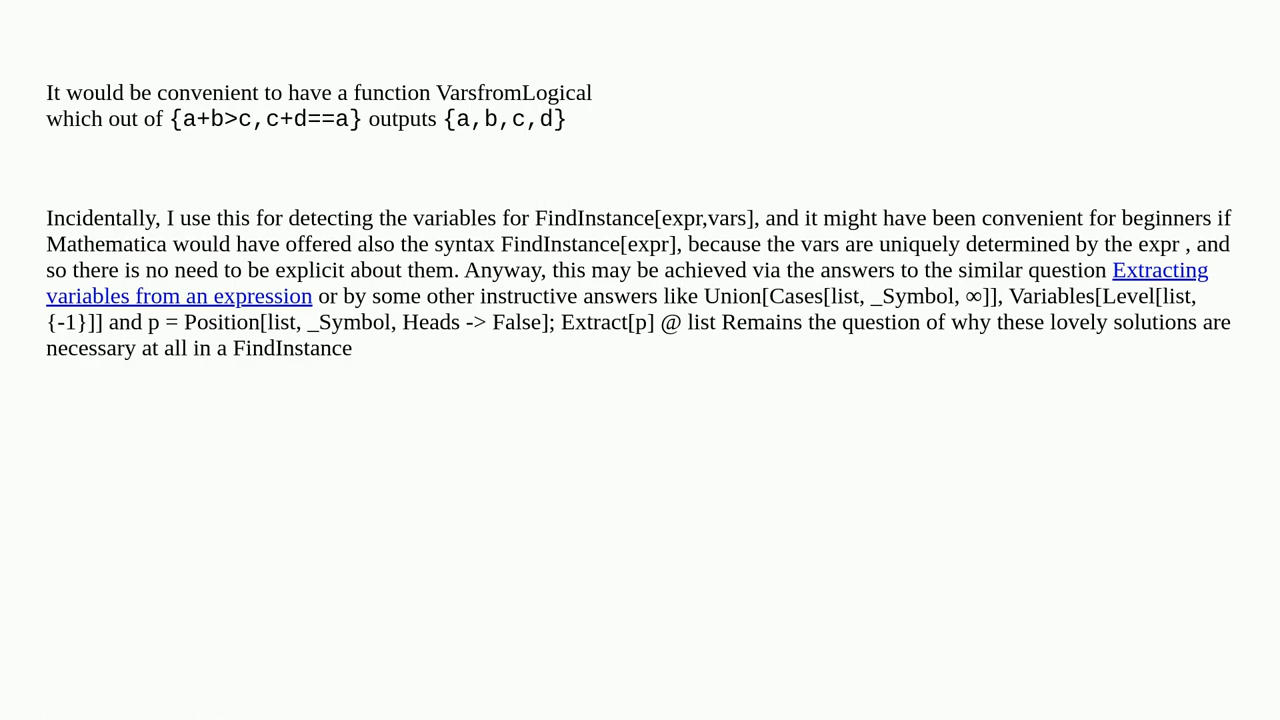 It would be convenient to have a function VarsfromLogical
which out of {a+b>c,c+d==a} outputs {a,b,c,d}
Incidentally, I use this for detecting the variables for FindInstance[expr,vars], and it might have been convenient for beginners if
Mathematica would have offered also the syntax FindInstance[expr], because the vars are uniquely determined by the expr , and
so there is no need to be explicit about them. Anyway, this may be achieved via the answers to the similar question Extracting
variables from an expression or by some other instructive answers like Union[Cases[list, _Symbol, ∞]], Variables[Level[list,
{-1}]] and p = Position[list, _Symbol, Heads -> False]; Extract[p] @ list Remains the question of why these lovely solutions are
necessary at all in a FindInstance